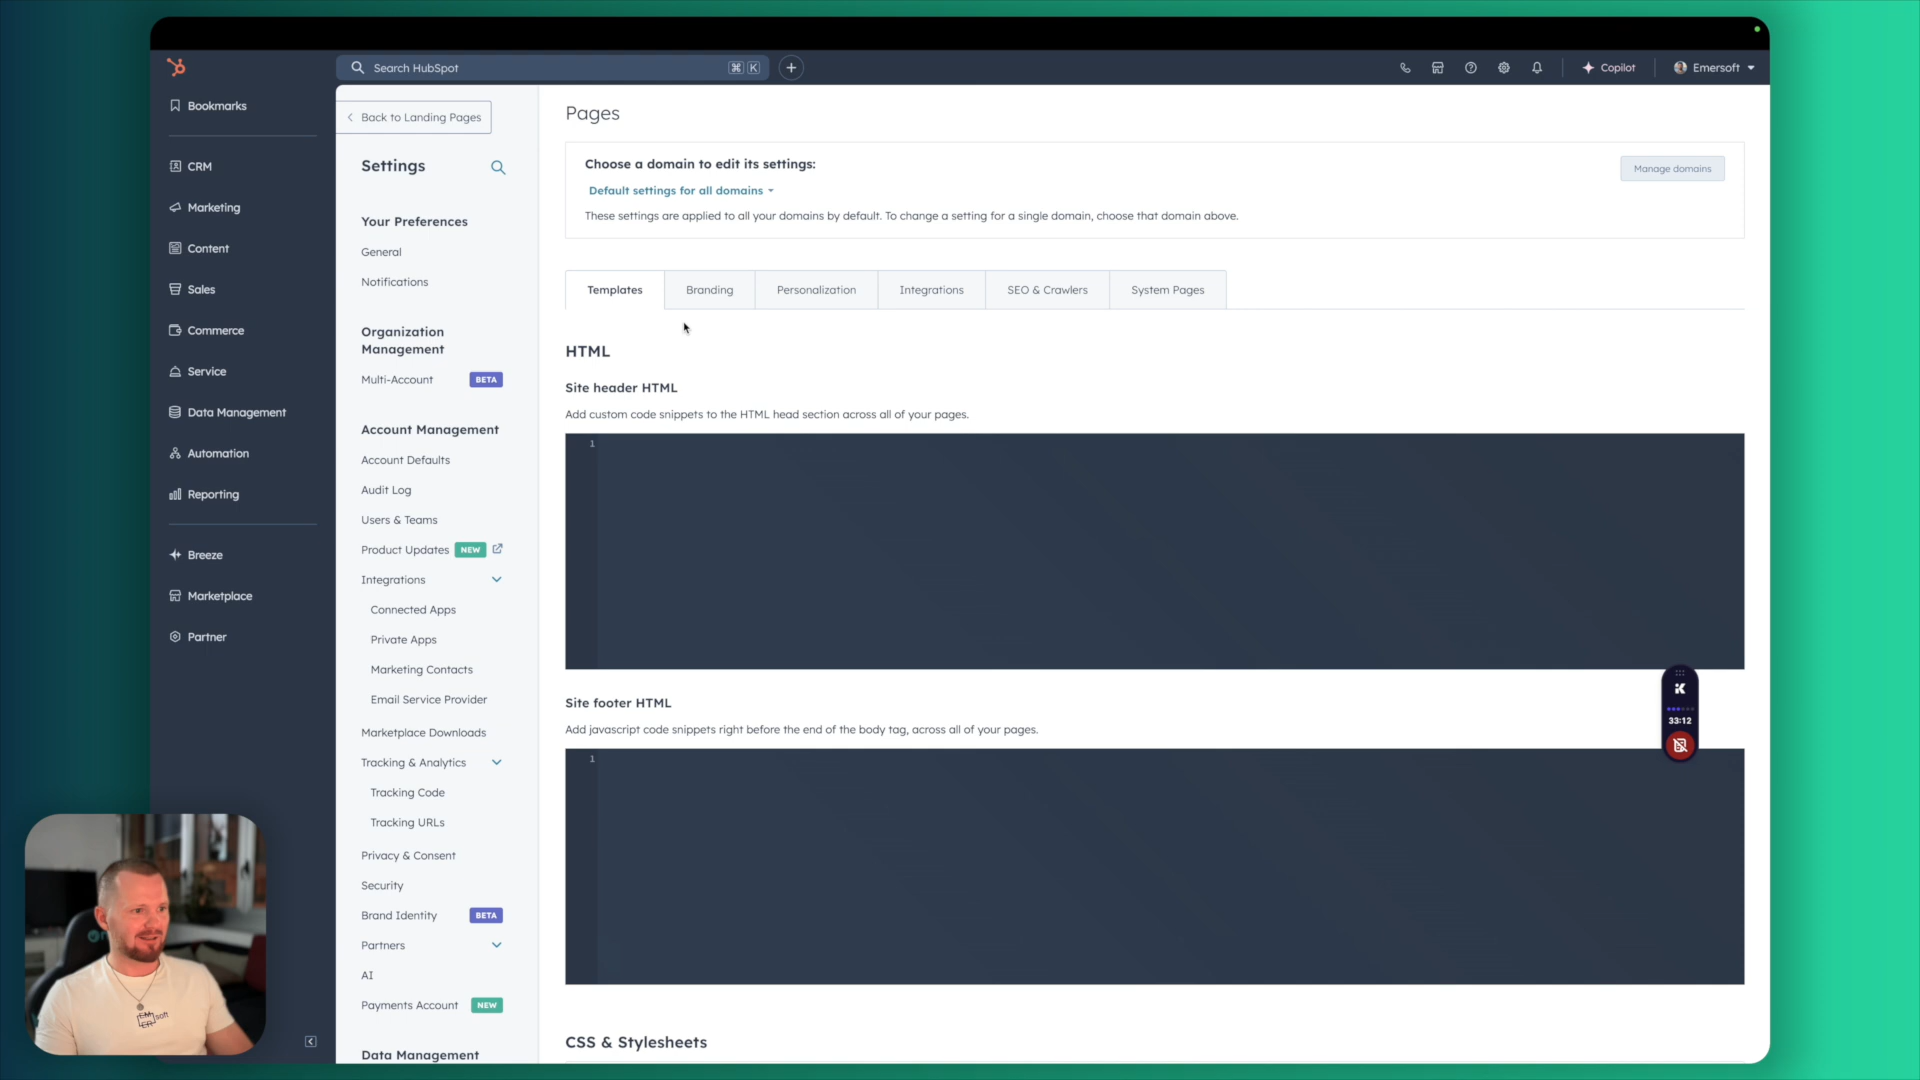 Search HubSpot
⌘ K
Copilot
Emersoft
Bookmarks
CRM
Marketing
Content
Sales
Commerce
Service
Data Management
Automation
Reporting
Breeze
Marketplace
Partner
Back to Landing Pages
Settings
Your Preferences
General
Notifications
Organization
Management
Multi-Account BETA
Account Management
Account Defaults
Audit Log
Users & Teams
Product Updates NEW
Integrations
Connected Apps
Private Apps
Marketing Contacts
Email Service Provider
Marketplace Downloads
Tracking & Analytics
Tracking Code
Tracking URLs
Privacy & Consent
Security
Brand Identity BETA
Partners
AI
Payments Account NEW
Data Management
Pages
Choose a domain to edit its settings:
Manage domains
Default settings for all domains
These settings are applied to all your domains by default. To change a setting for a single domain, choose that domain above.
Templates Branding Personalization Integrations SEO & Crawlers System Pages
HTML
Site header HTML
Add custom code snippets to the HTML head section across all of your pages.
1
Site footer HTML
Add javascript code snippets right before the end of the body tag, across all of your pages.
1
CSS & Stylesheets
33:12
EMERsoft